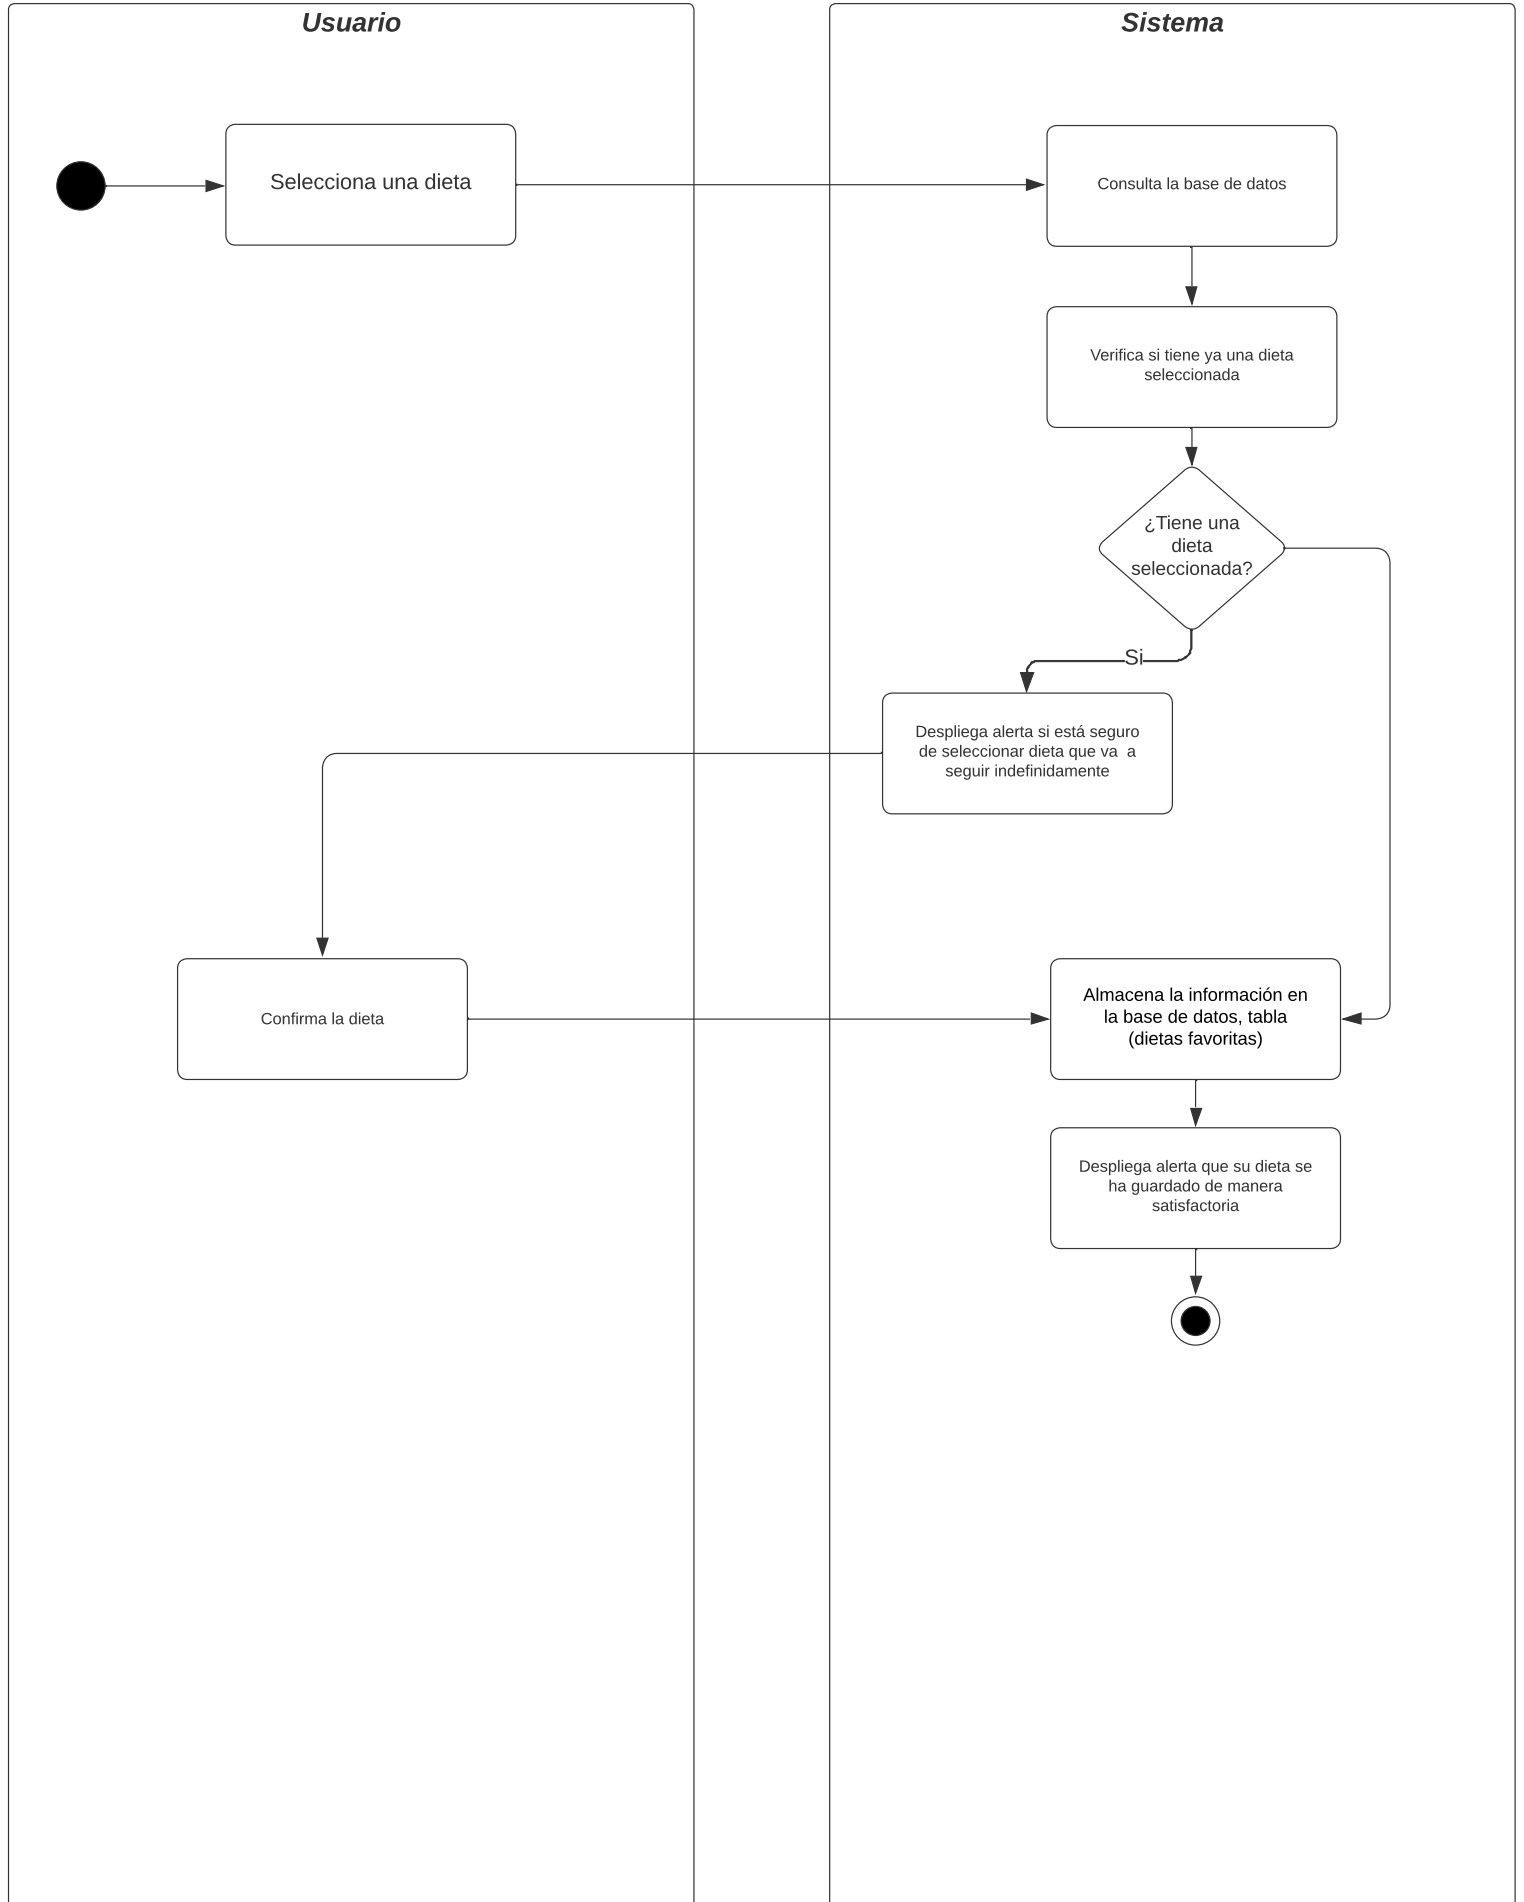 Usuario
Sistema
Selecciona una dieta
Consulta la base de datos
Verifica si tiene ya una dieta
seleccionada
¿Tiene una
dieta
seleccionada?
Si
Despliega alerta si está seguro
de seleccionar dieta que va  a
seguir indefinidamente
Confirma la dieta
Almacena la información en
la base de datos, tabla
(dietas favoritas)
Despliega alerta que su dieta se
ha guardado de manera
satisfactoria